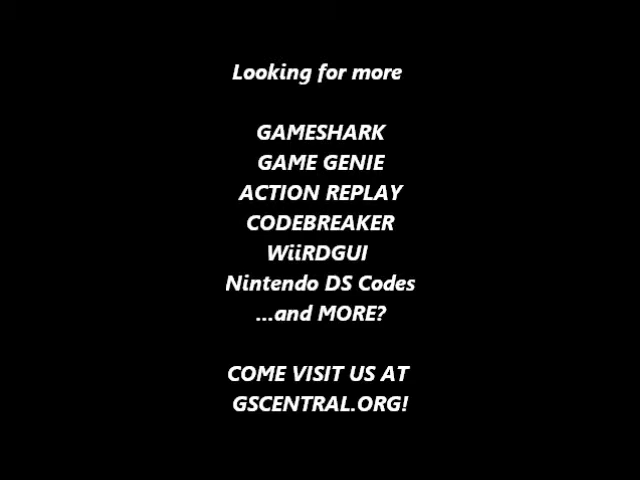 Looking for more
GAMESHARK
GAME GENIE
ACTION REPLAY
CODEBREAKER
WiiRDGUI
Nintendo DS Codes
...and MORE?
COME VISIT US AT
GSCENTRAL.ORG!